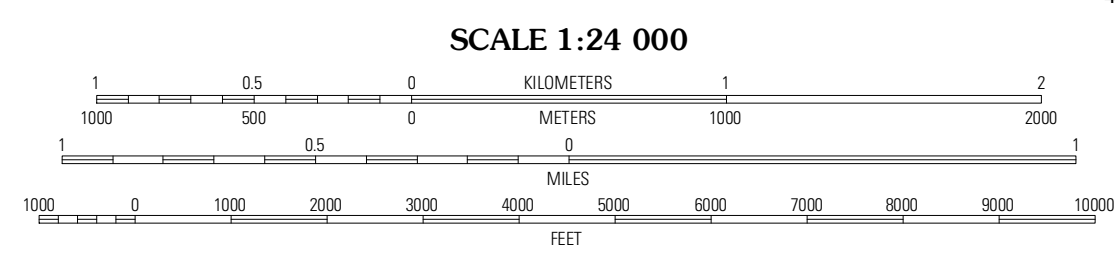 SCALE 1:24 000
1 0.5 0 KILOMETERS 1 2
1000 500 0 METERS 1000 2000
1 0.5 0 1
MILES
1000 0 1000 2000 3000 4000 5000 6000 7000 8000 9000 10000
FEET